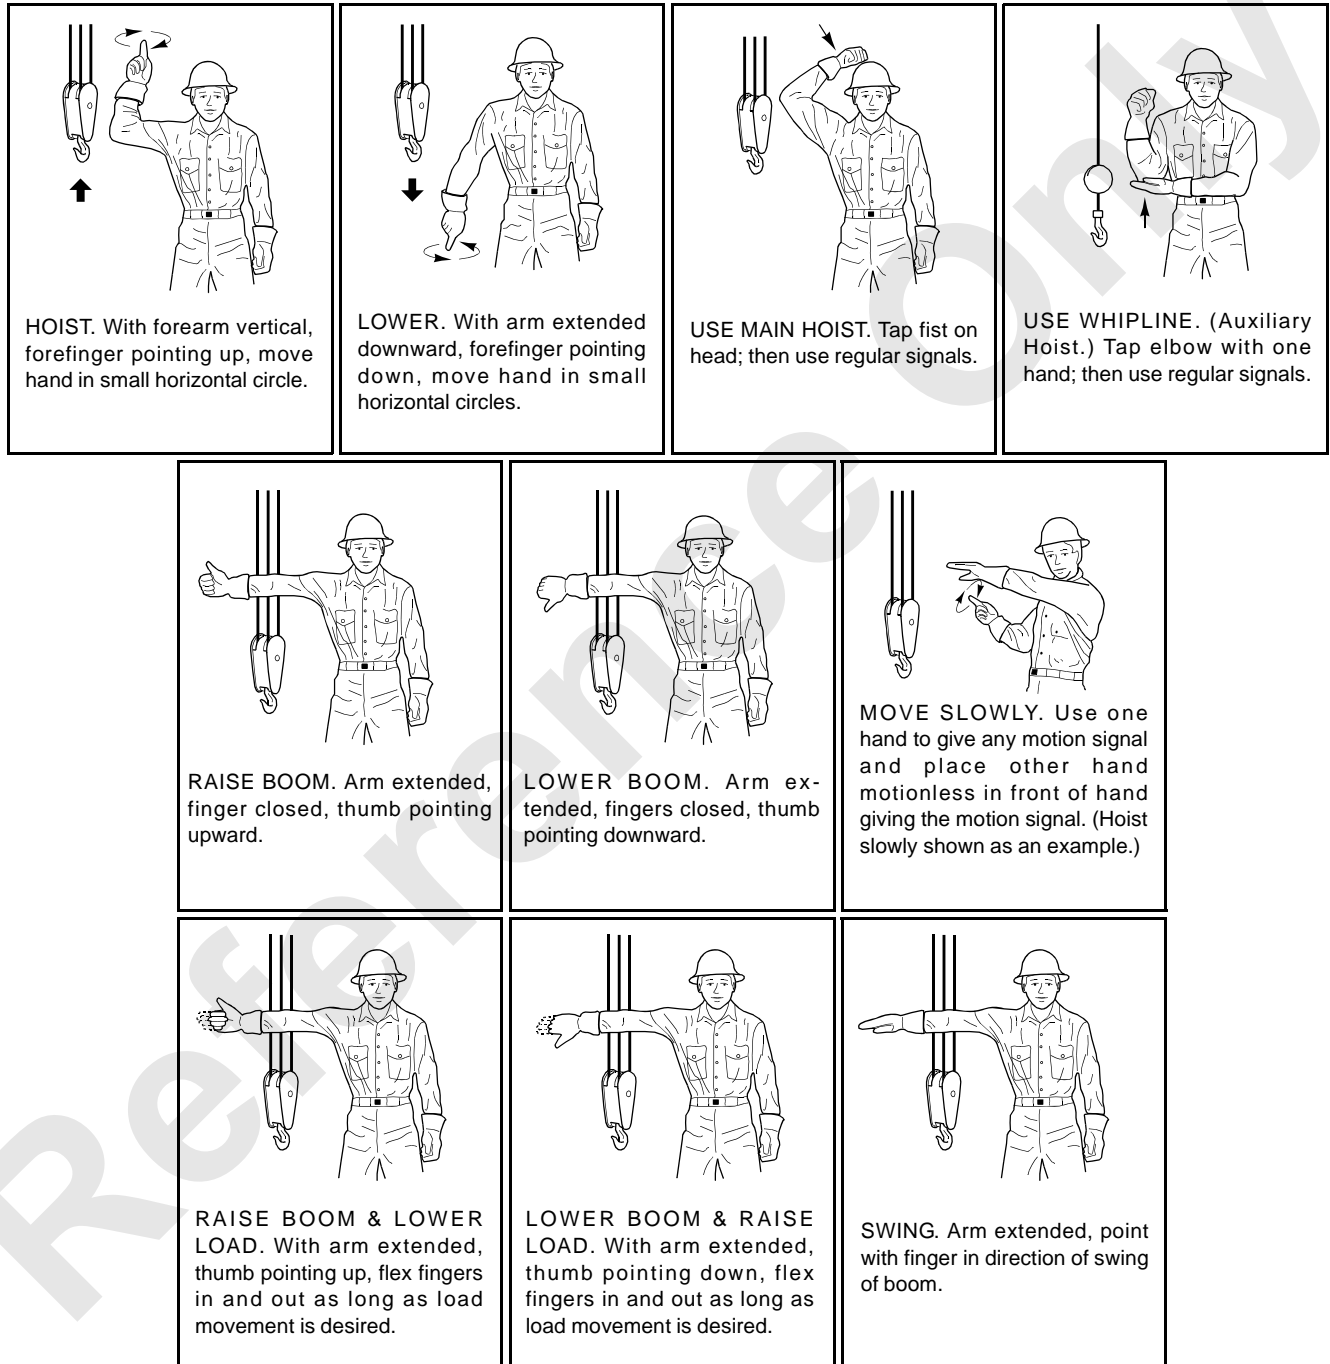 HOIST. With forearm vertical,
forefinger pointing up, move
hand in small horizontal circle.
LOWER. With arm extended
downward, forefinger pointing
down, move hand in small
horizontal circles.
USE MAIN HOIST. Tap fist on
head; then use regular signals.
USE WHIPLINE. (Auxiliary
Hoist.) Tap elbow with one
hand; then use regular signals.
RAISE BOOM. Arm extended,
finger closed, thumb pointing
upward.
LOWER BOOM. Arm ex-
tended, fingers closed, thumb
pointing downward.
MOVE SLOWLY. Use one
hand to give any motion signal
and place other hand
motionless in front of hand
giving the motion signal. (Hoist
slowly shown as an example.)
RAISE BOOM & LOWER
LOAD. With arm extended,
thumb pointing up, flex fingers
in and out as long as load
movement is desired.
LOWER BOOM & RAISE
LOAD. With arm extended,
thumb pointing down, flex
fingers in and out as long as
load movement is desired.
SWING. Arm extended, point
with finger in direction of swing
of boom.
Reference Only